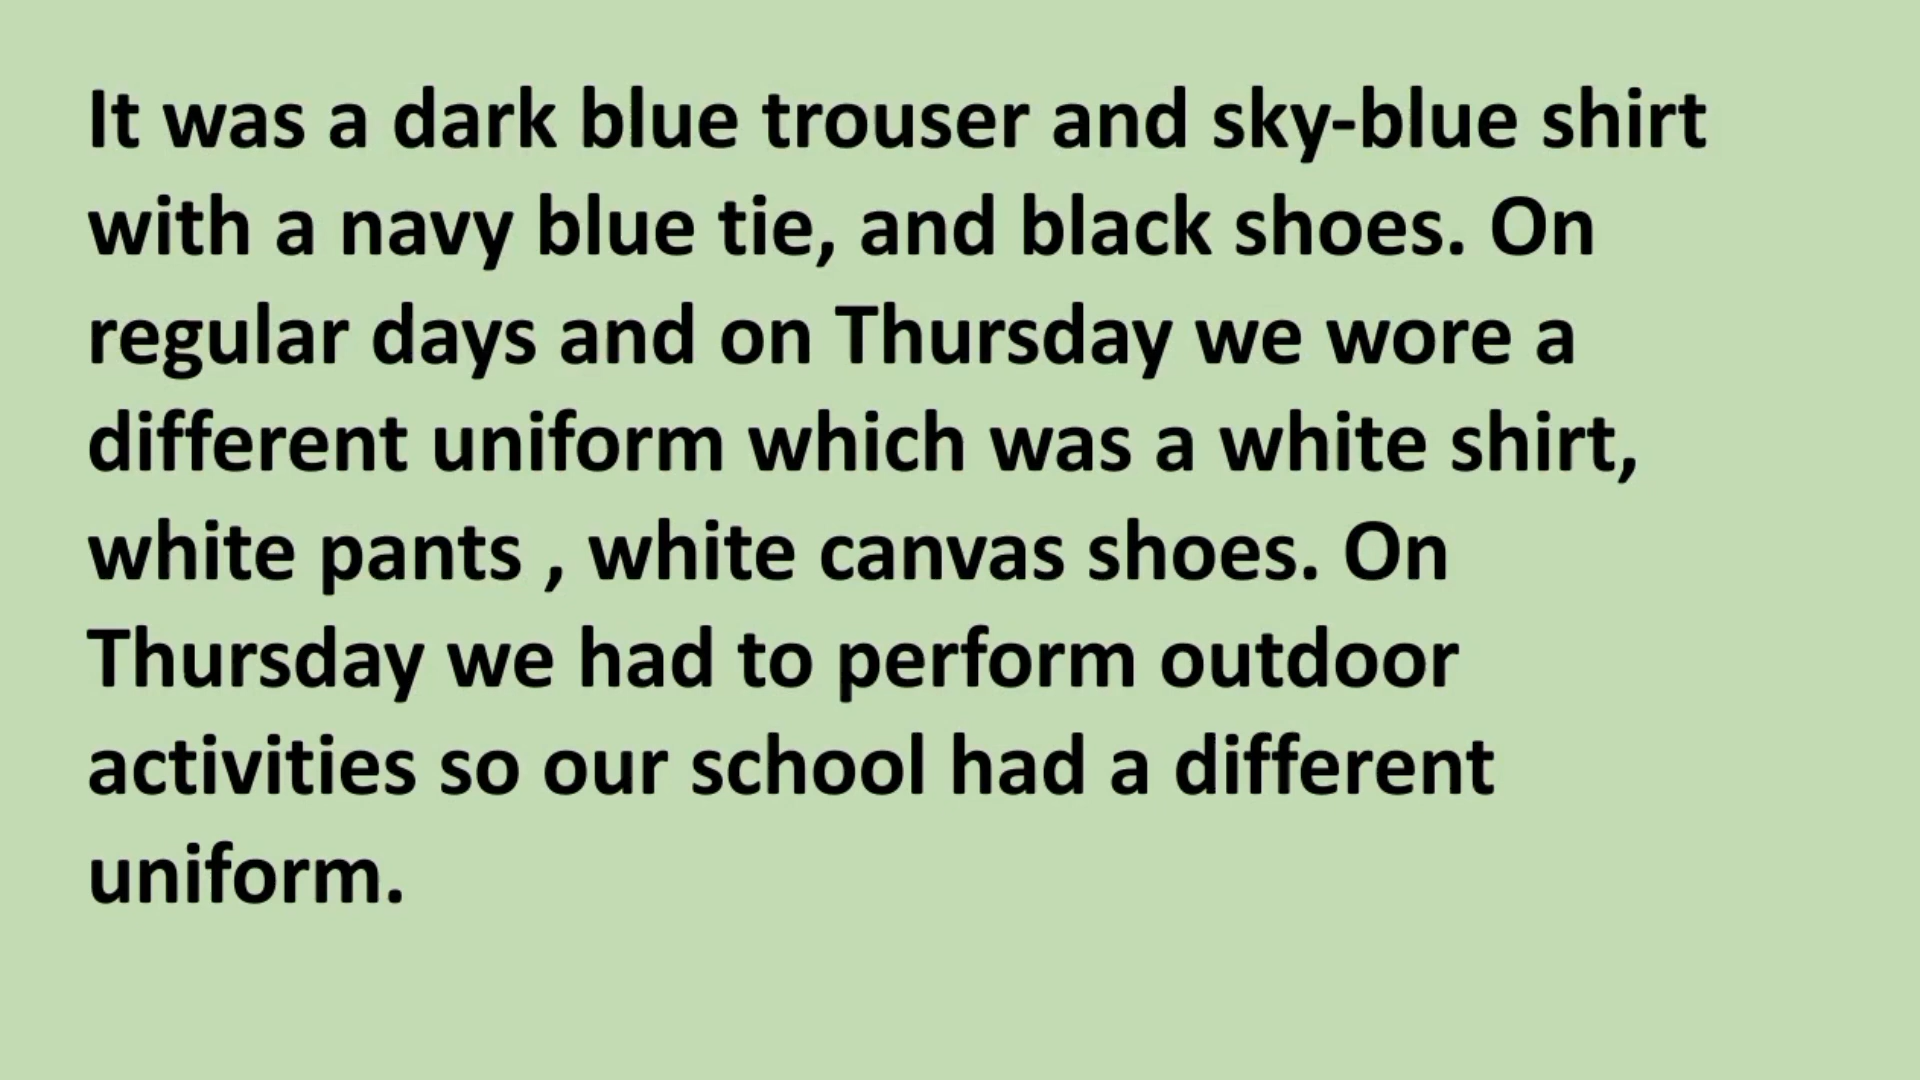 It was a dark blue trouser and sky-blue shirt
with a navy blue tie, and black shoes. On
regular days and on Thursday we wore a
different uniform which was a white shirt,
white pants , white canvas shoes. On
Thursday we had to perform outdoor
activities so our school had a different
uniform.